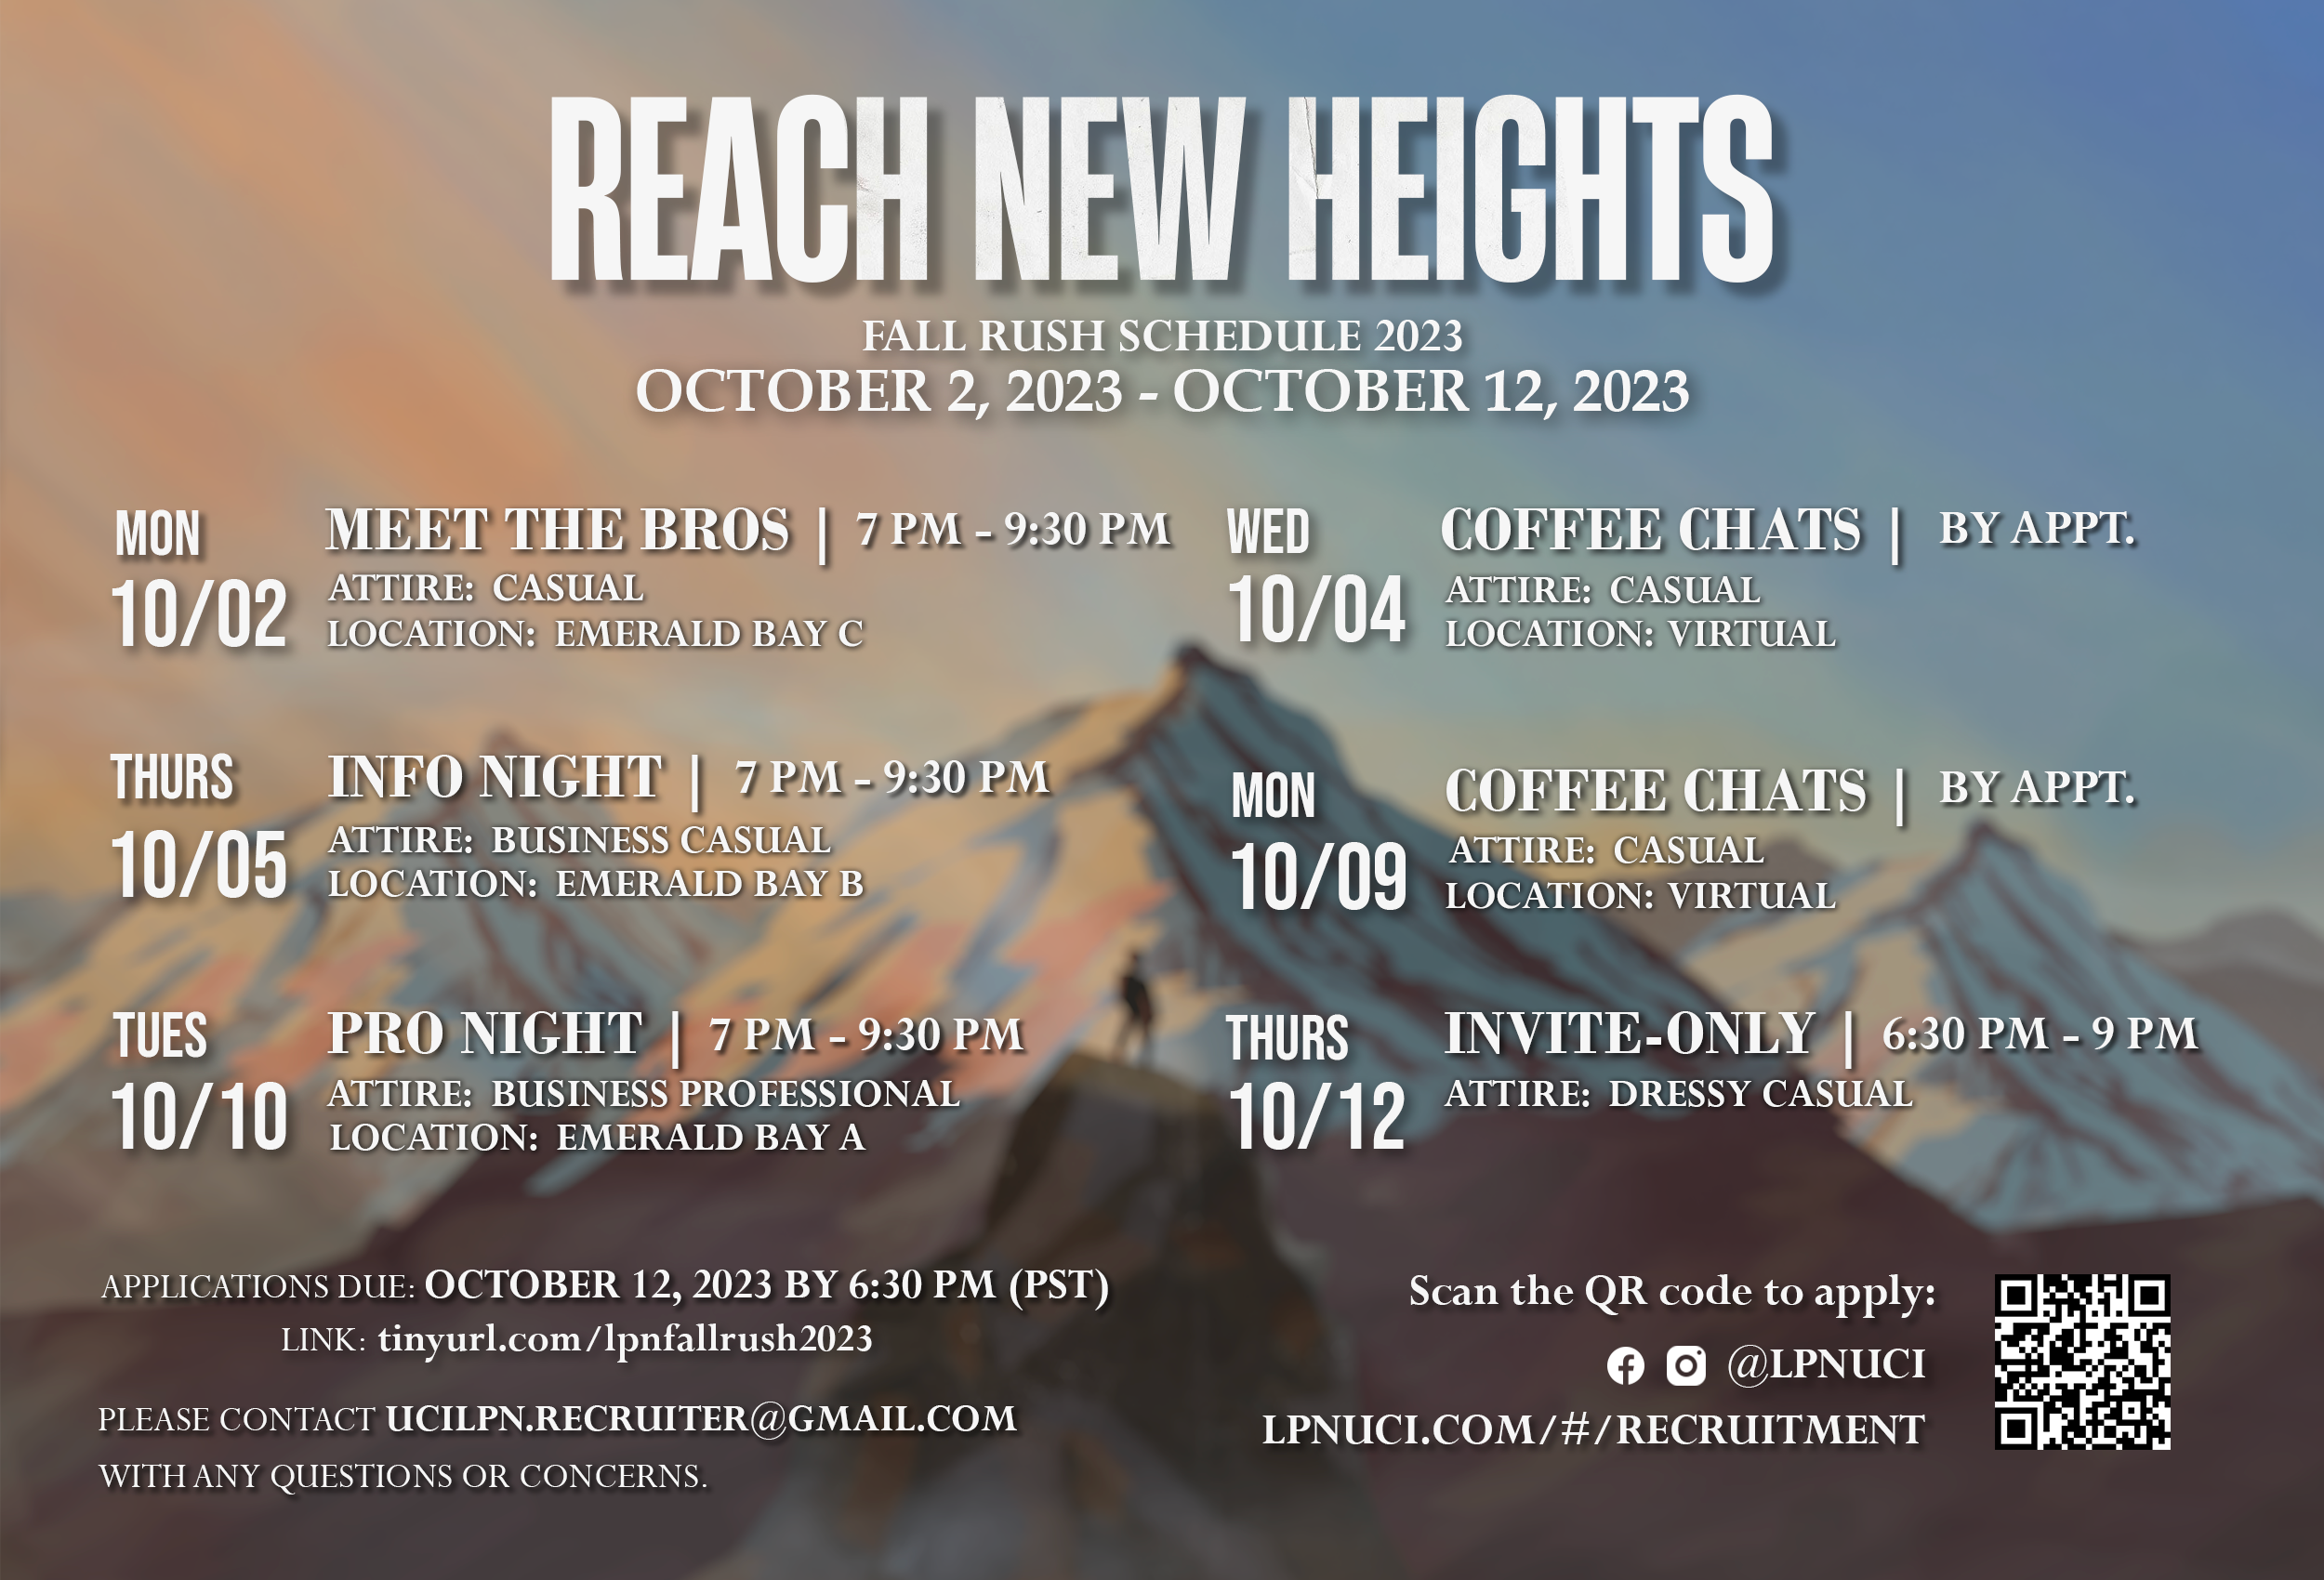 REACH NEW HEIGHTS
FALL RUSH SCHEDULE 2023
OCTOBER 2, 2023 - OCTOBER 12, 2023
MON
10/02
MEET THE BROS | 7 PM - 9:30 PM
ATTIRE: CASUAL
LOCATION: EMERALD BAY C
WED
10/04
COFFEE CHATS | BY APPT.
ATTIRE: CASUAL
LOCATION: VIRTUAL
THURS
10/05
INFO NIGHT | 7 PM - 9:30 PM
ATTIRE: BUSINESS CASUAL
LOCATION: EMERALD BAY B
MON
10/09
COFFEE CHATS | BY APPT.
ATTIRE: CASUAL
LOCATION: VIRTUAL
TUES
10/10
PRO NIGHT | 7 PM - 9:30 PM
ATTIRE: BUSINESS PROFESSIONAL
LOCATION: EMERALD BAY A
THURS
10/12
INVITE-ONLY | 6:30 PM - 9 PM
ATTIRE: DRESSY CASUAL
APPLICATIONS DUE: OCTOBER 12, 2023 BY 6:30 PM (PST)
LINK: tinyurl.com/lpnfallrush2023
PLEASE CONTACT UCILPN.RECRUITER@GMAIL.COM
WITH ANY QUESTIONS OR CONCERNS.
Scan the QR code to apply:
@LPNUCI
LPNUCI.COM/#/RECRUITMENT